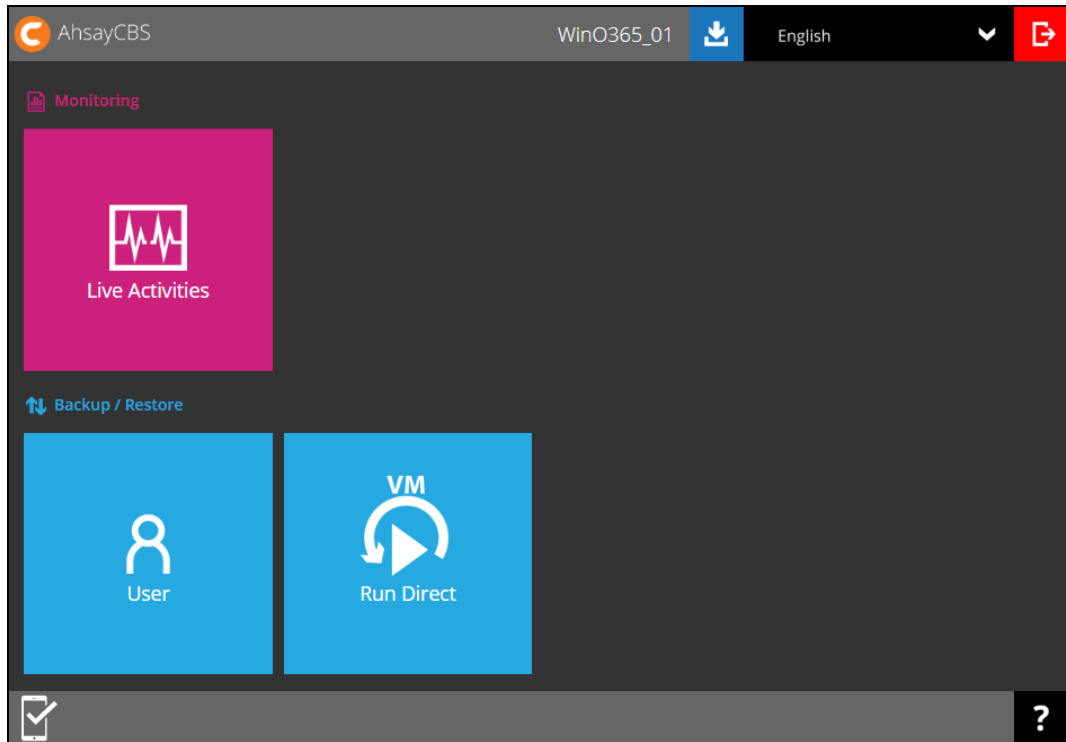 AhsayCBS
WinO365_01
English
Monitoring
Live Activities
Backup / Restore
User
VM
Run Direct
?